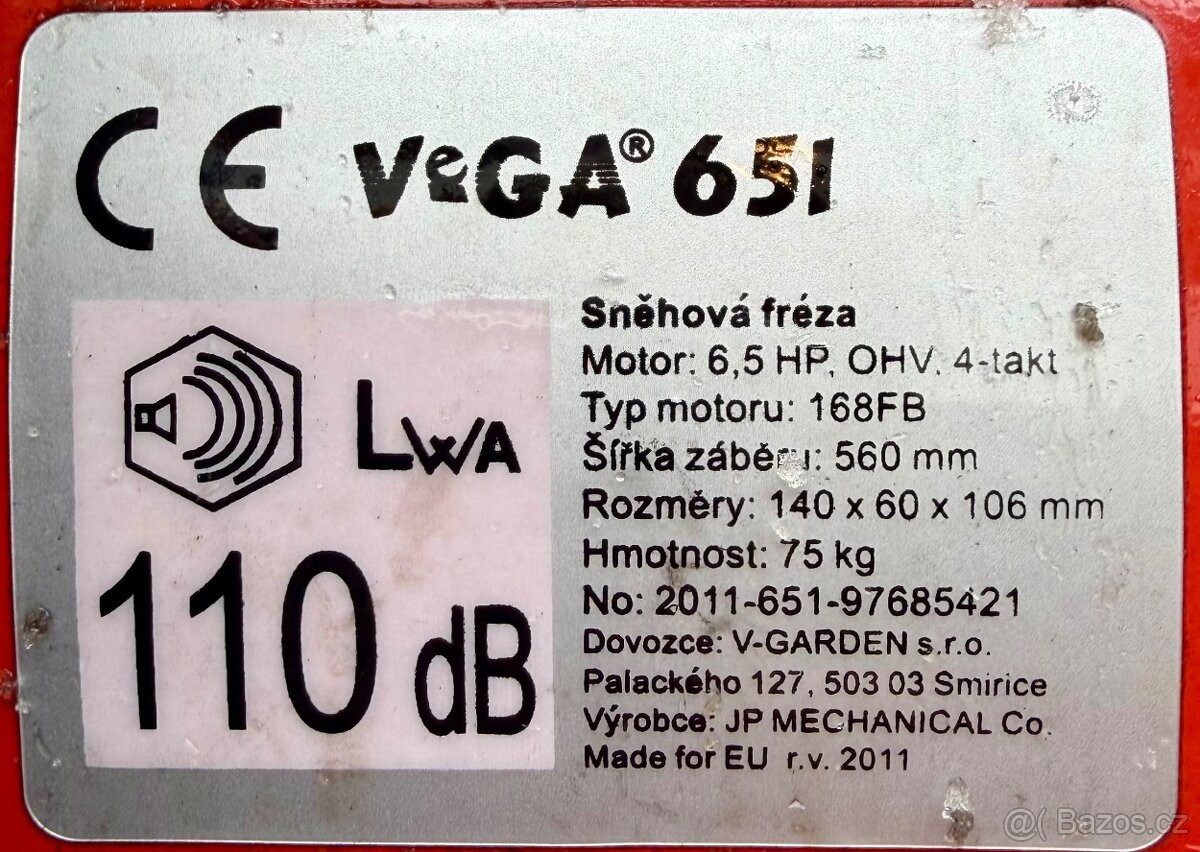 CE VeGA® 651
Sněhová fréza
Motor: 6,5 HP, OHV, 4-takt
Typ motoru: 168FB
Šířka záběru: 560 mm
Rozměry: 140 x 60 x 106 mm
Hmotnost: 75 kg
No: 2011-651-97685421
Dovozce: V-GARDEN s.r.o.
Palackého 127, 503 03 Smirice
Výrobce: JP MECHANICAL Co.
Made for EU r.v. 2011
LWA
110 dB
@( Bazos.cz